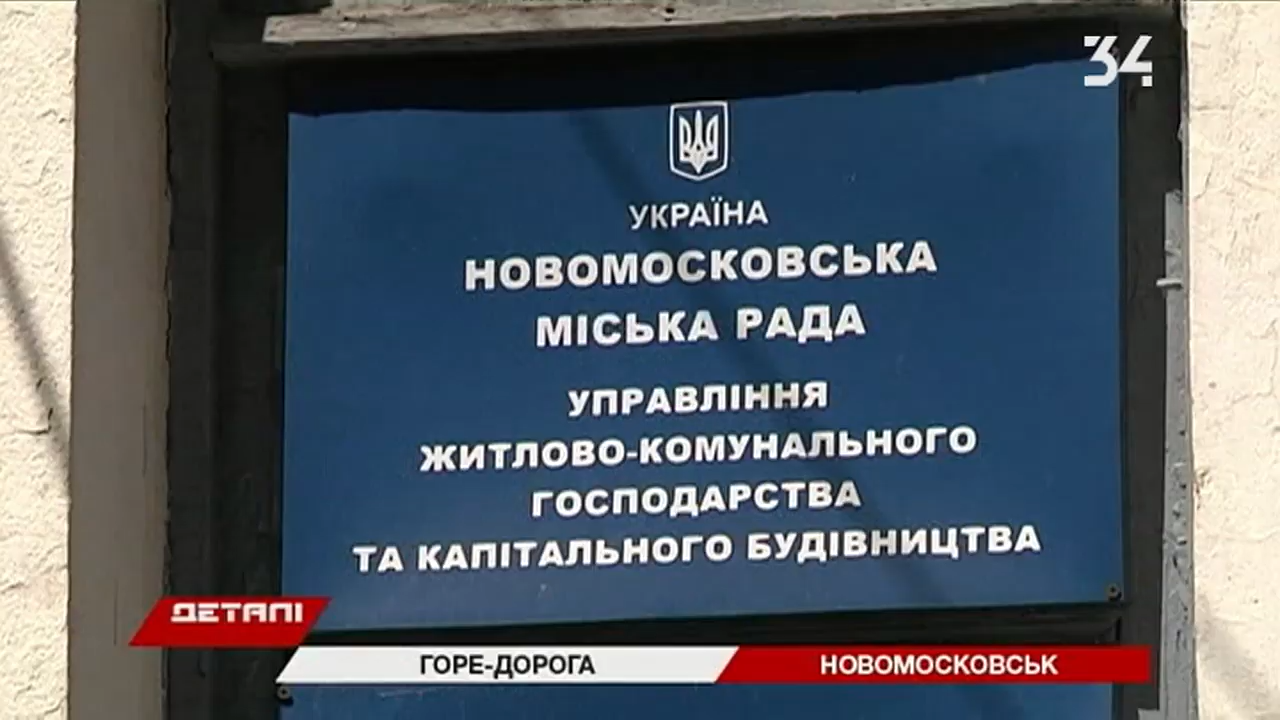 34
УКРАЇНА
НОВОМОСКОВСЬКА
МІСЬКА РАДА
УПРАВЛІННЯ
ЖИТЛОВО-КОМУНАЛЬНОГО
ГОСПОДАРСТВА
ТА КАПІТАЛЬНОГО БУДІВНИЦТВА
ДЕТАЛІ
ГОРЕ-ДОРОГА
НОВОМОСКОВСЬК